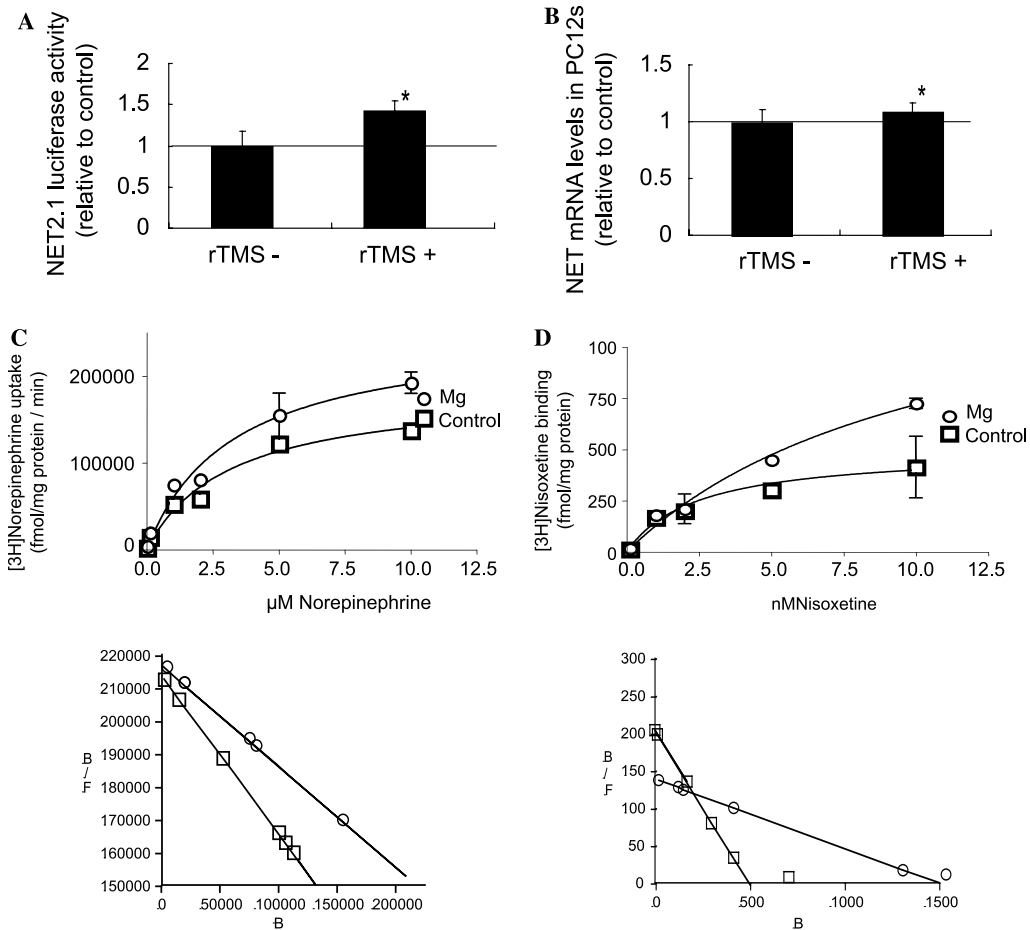 A
NET2.1 luciferase activity
(relative to control)
2
1.5
1
0.5
0
*
rTMS -
rTMS +
B
NET mRNA levels in PC12s
(relative to control)
1.5
1
0.5
0
*
rTMS -
rTMS +
C
[3H]Norepinephrine uptake
(fmol/mg protein / min)
200000
100000
0
0.0
2.5
5.0
7.5
10.0
12.5
µM Norepinephrine
Mg
Control
D
[3H]Nisoxetine binding
(fmol/mg protein)
100
750
500
250
0
0.0
2.5
5.0
7.5
10.0
12.5
nMNisoxetine
Mg
Control
B
/
F
220000
210000
200000
190000
180000
170000
160000
150000
.0
.50000
.100000
.150000
.200000
B
B
/
F
300
250
200
150
100
50
0
.0
.500
.1000
.1500
B